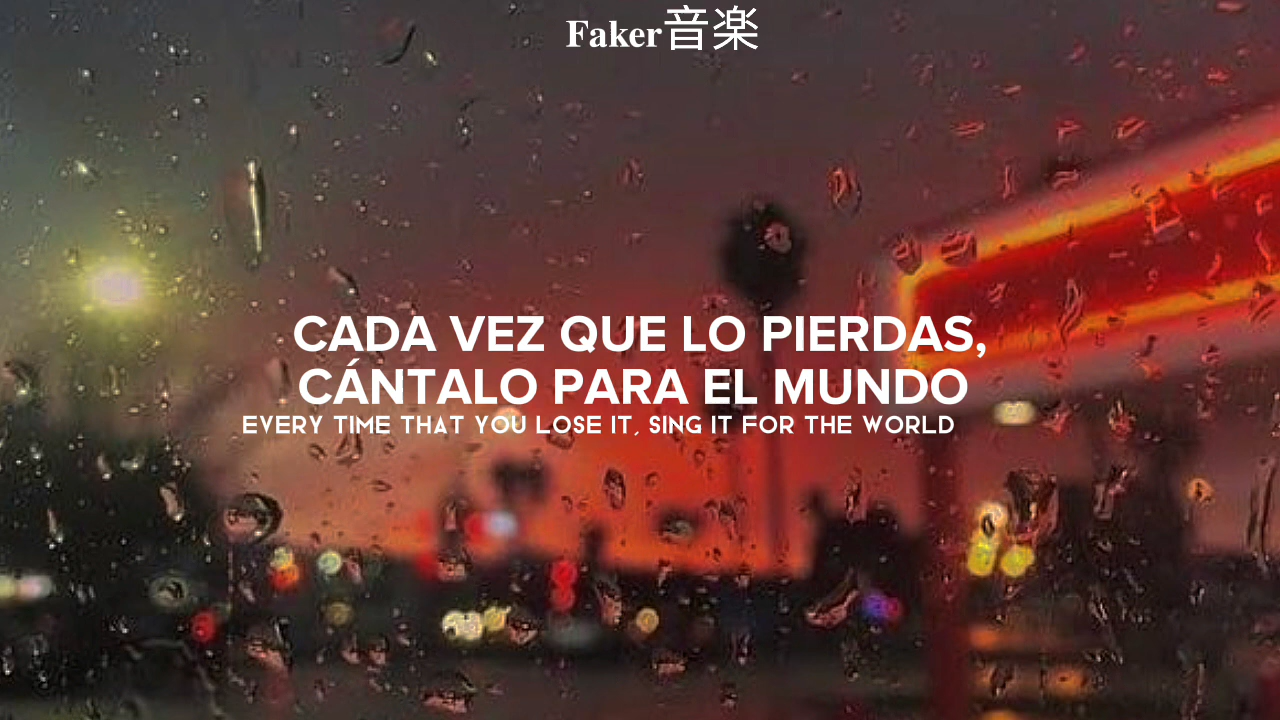 Faker音楽
CADA VEZ QUE LO PIERDAS,
CÁNTALO PARA EL MUNDO
EVERY TIME THAT YOU LOSE IT, SING IT FOR THE WORLD